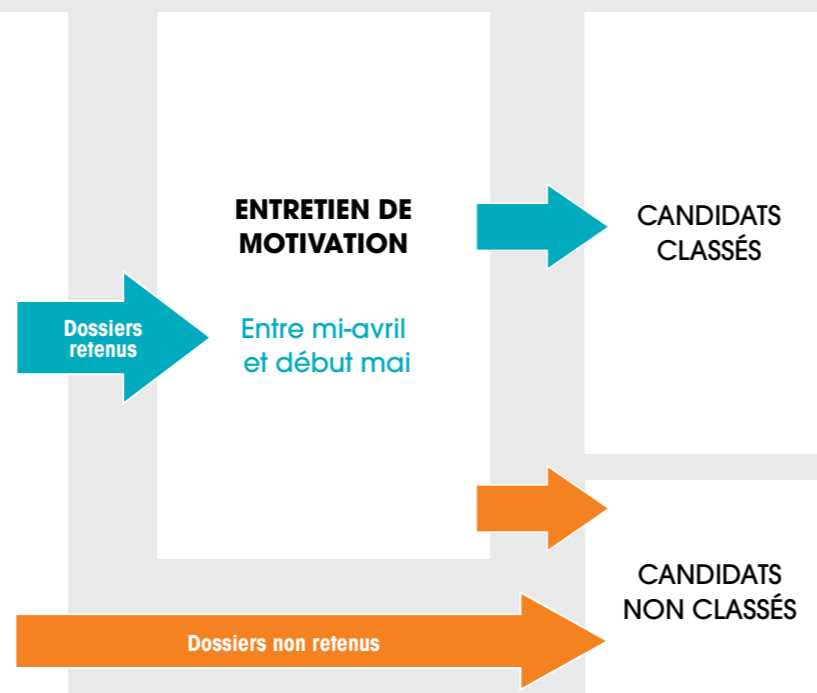 ENTRETIEN DE
MOTIVATION
Dossiers
retenus
Entre mi-avril
et début mai
CANDIDATS
CLASSÉS
CANDIDATS
NON CLASSÉS
Dossiers non retenus